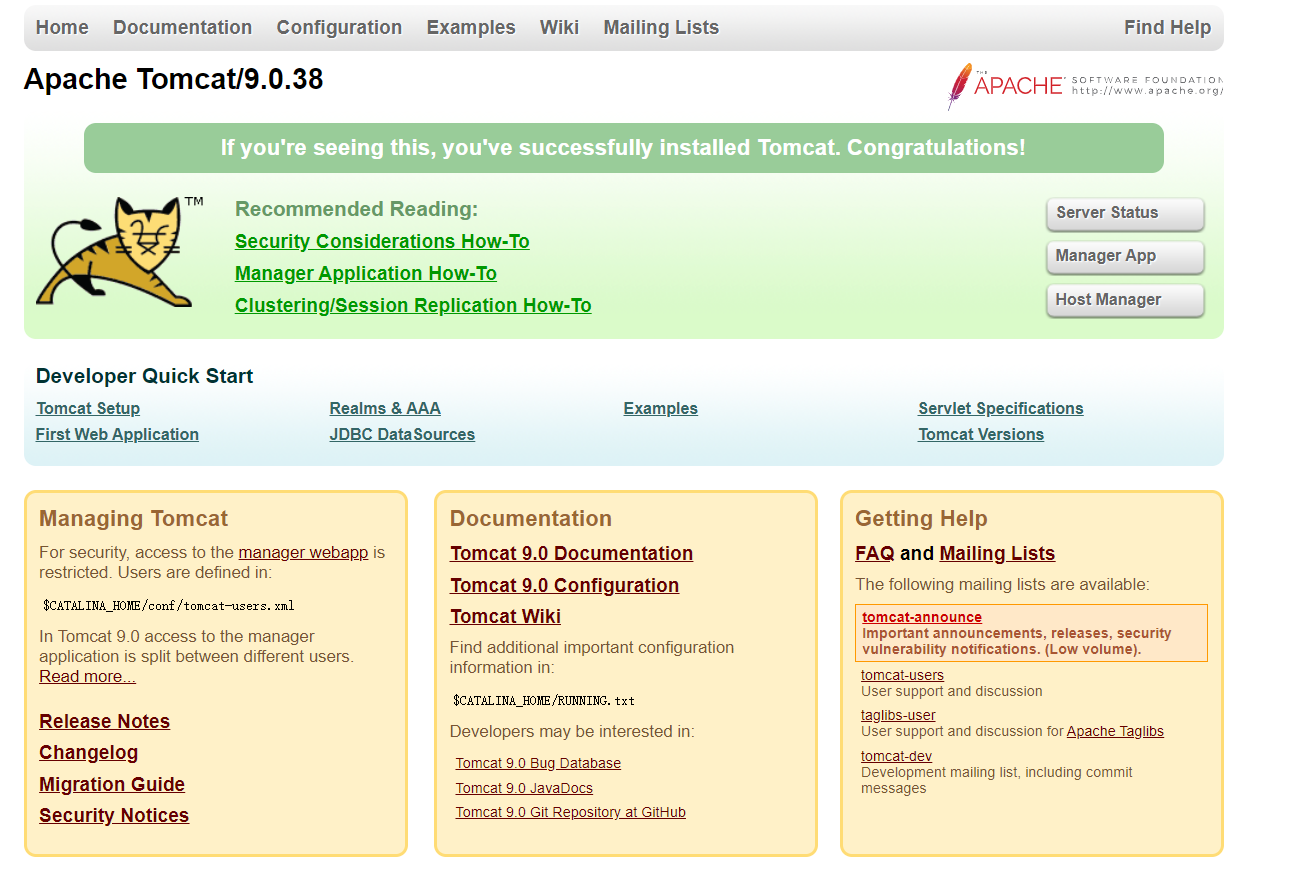 Home Documentation Configuration Examples Wiki Mailing Lists Find Help
Apache Tomcat/9.0.38
THE APACHE® SOFTWARE FOUNDATION
http://www.apache.org/
If you're seeing this, you've successfully installed Tomcat. Congratulations!
TM
Recommended Reading:
Security Considerations How-To
Manager Application How-To
Clustering/Session Replication How-To
Server Status
Manager App
Host Manager
Developer Quick Start
Tomcat Setup
First Web Application
Realms & AAA
JDBC DataSources
Examples
Servlet Specifications
Tomcat Versions
Managing Tomcat
For security, access to the manager webapp is
restricted. Users are defined in:
$CATALINA_HOME/conf/tomcat-users.xml
In Tomcat 9.0 access to the manager
application is split between different users.
Read more...
Release Notes
Changelog
Migration Guide
Security Notices
Documentation
Tomcat 9.0 Documentation
Tomcat 9.0 Configuration
Tomcat Wiki
Find additional important configuration
information in:
$CATALINA_HOME/RUNNING.txt
Developers may be interested in:
Tomcat 9.0 Bug Database
Tomcat 9.0 JavaDocs
Tomcat 9.0 Git Repository at GitHub
Getting Help
FAQ and Mailing Lists
The following mailing lists are available:
tomcat-announce
Important announcements, releases, security
vulnerability notifications. (Low volume).
tomcat-users
User support and discussion
taglibs-user
User support and discussion for Apache Taglibs
tomcat-dev
Development mailing list, including commit
messages